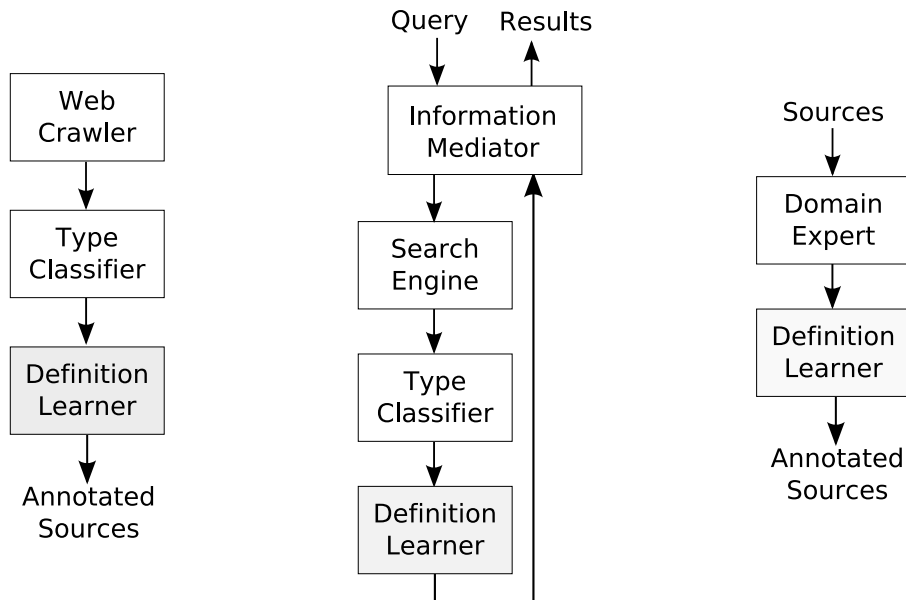 Web
Crawler
Type
Classifier
Definition
Learner
Annotated
Sources
Query
Results
Information
Mediator
Search
Engine
Type
Classifier
Definition
Learner
Sources
Domain
Expert
Definition
Learner
Annotated
Sources